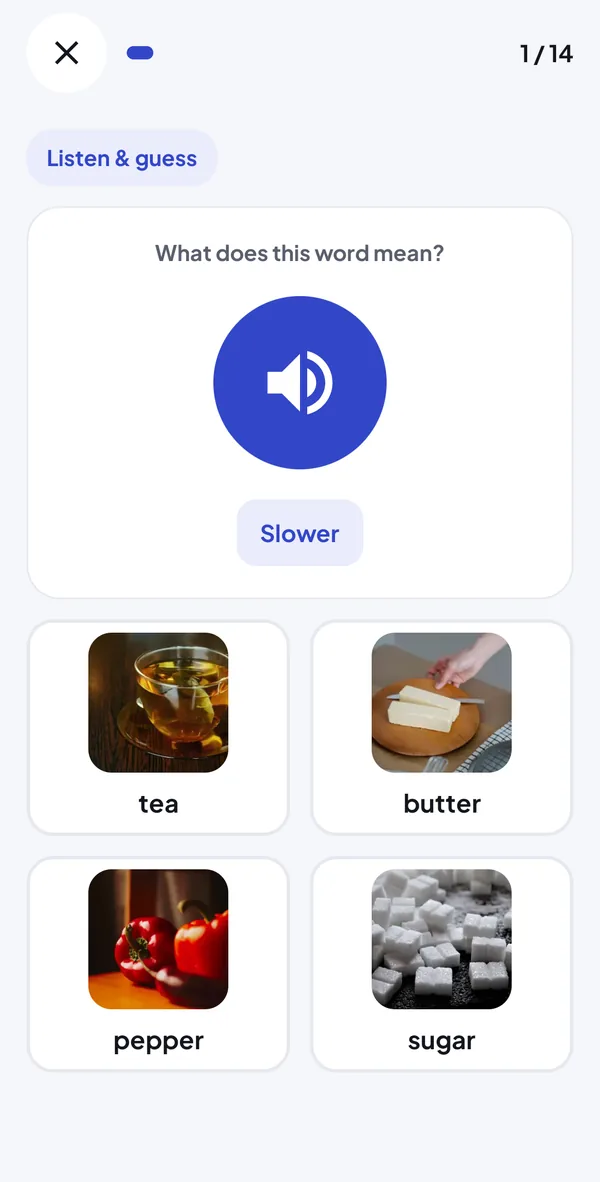 1 / 14
Listen & guess
What does this word mean?
Slower
tea
butter
pepper
sugar